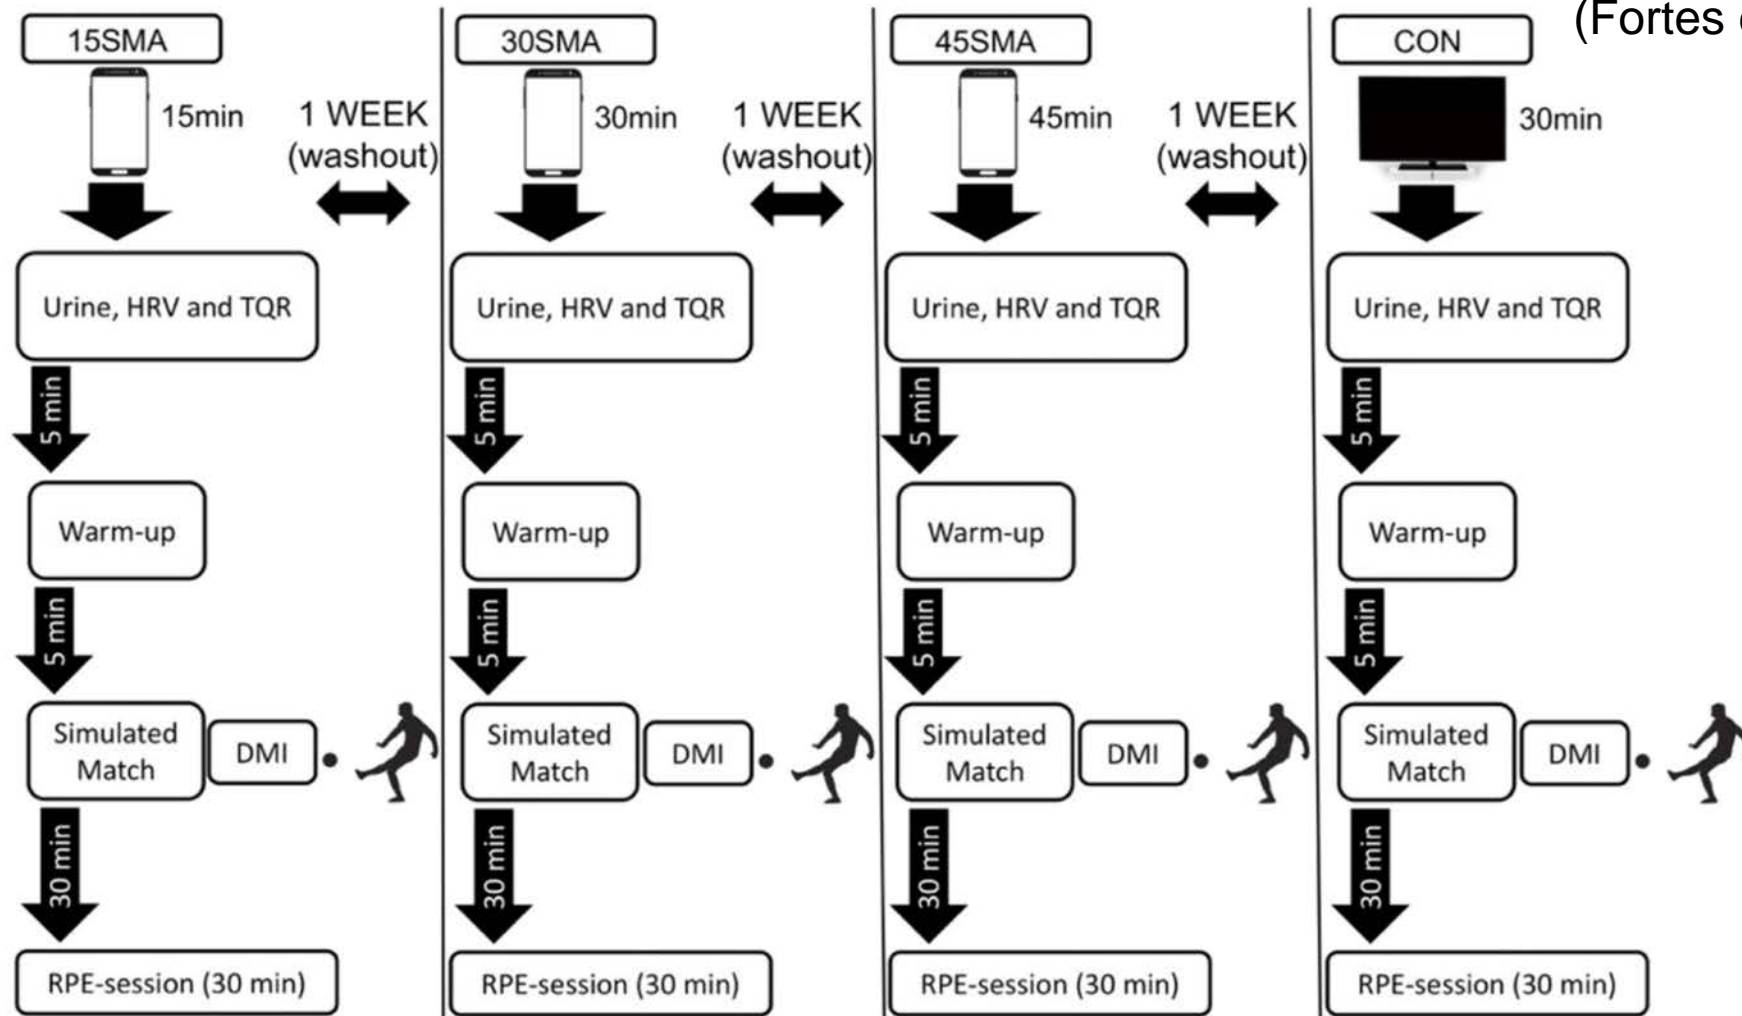 (Fortes
15SMA
15min
1 WEEK
(washout)
Urine, HRV and TQR
5 min
Warm-up
5 min
Simulated
Match
DMI
30 min
RPE-session (30 min)
30SMA
30min
1 WEEK
(washout)
Urine, HRV and TQR
5 min
Warm-up
5 min
Simulated
Match
DMI
30 min
RPE-session (30 min)
45SMA
45min
1 WEEK
(washout)
Urine, HRV and TQR
5 min
Warm-up
5 min
Simulated
Match
DMI
30 min
RPE-session (30 min)
CON
30min
Urine, HRV and TQR
5 min
Warm-up
5 min
Simulated
Match
DMI
30 min
RPE-session (30 min)